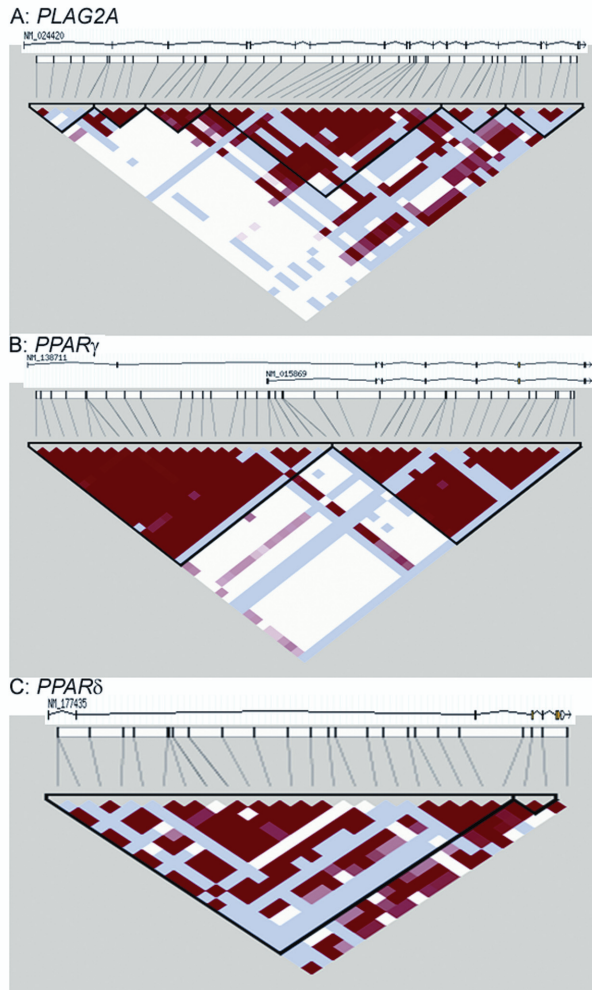 A: PLAG2A
NM_024420
B: PPARγ
NM_138711
NM_015869
C: PPARδ
NM_177435